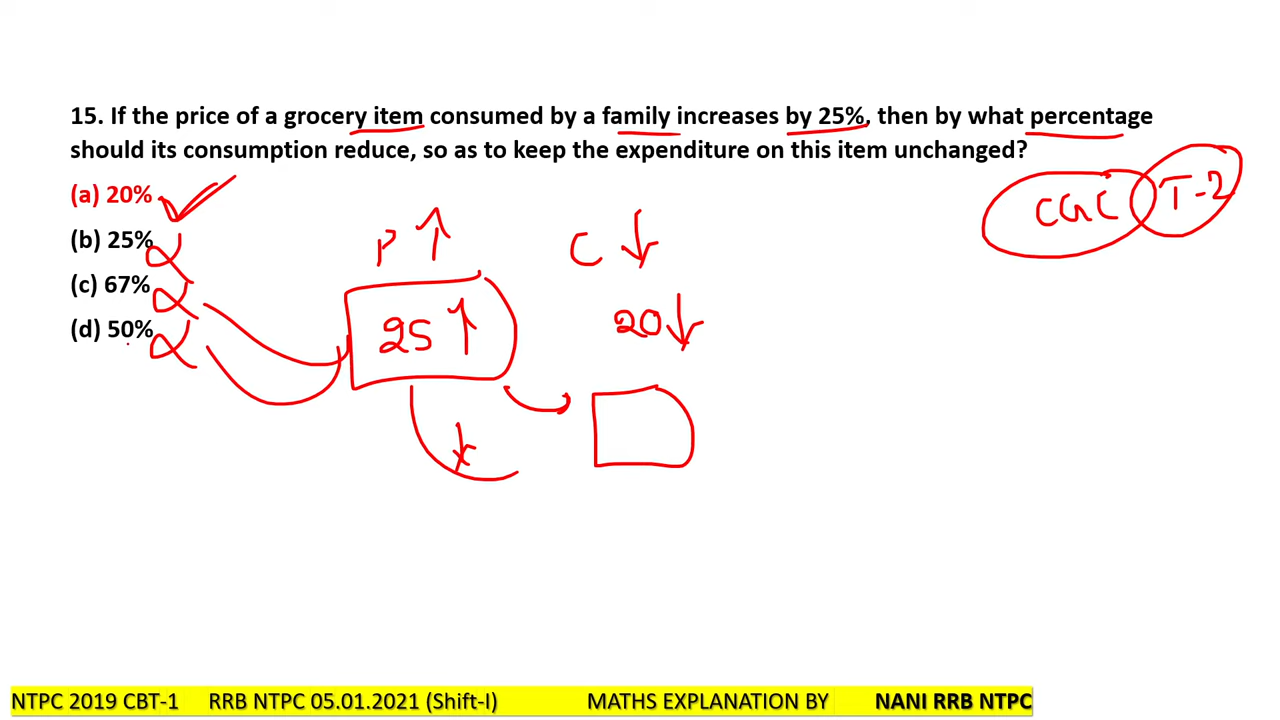 15. If the price of a grocery item consumed by a family increases by 25%, then by what percentage
should its consumption reduce, so as to keep the expenditure on this item unchanged?
(a) 20%
(b) 25%
(c) 67%
(d) 50%
P ↑ C ↓
25 ↑ 20 ↓
T-2
NTPC 2019 CBT-1 RRB NTPC 05.01.2021 (Shift-I) MATHS EXPLANATION BY NANI RRB NTPC